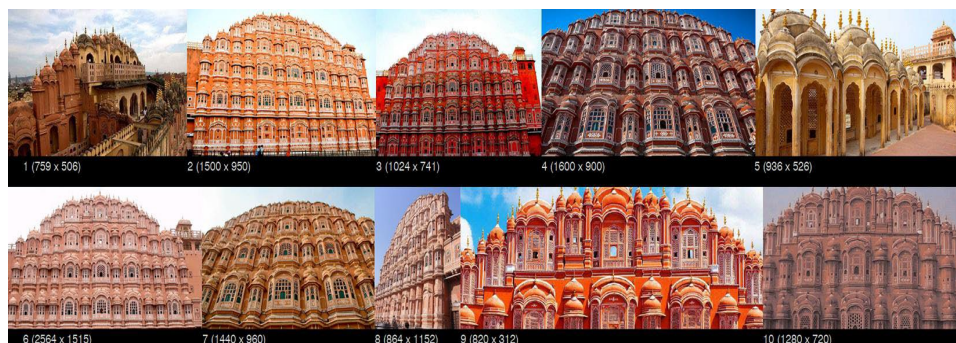 1 (759 x 506)
2 (1500 x 950)
3 (1024 x 741)
4 (1600 x 900)
5 (936 x 526)
6 (2564 x 1515)
7 (1440 x 960)
8 (864 x 1152)
9 (820 x 312)
10 (1280 x 720)